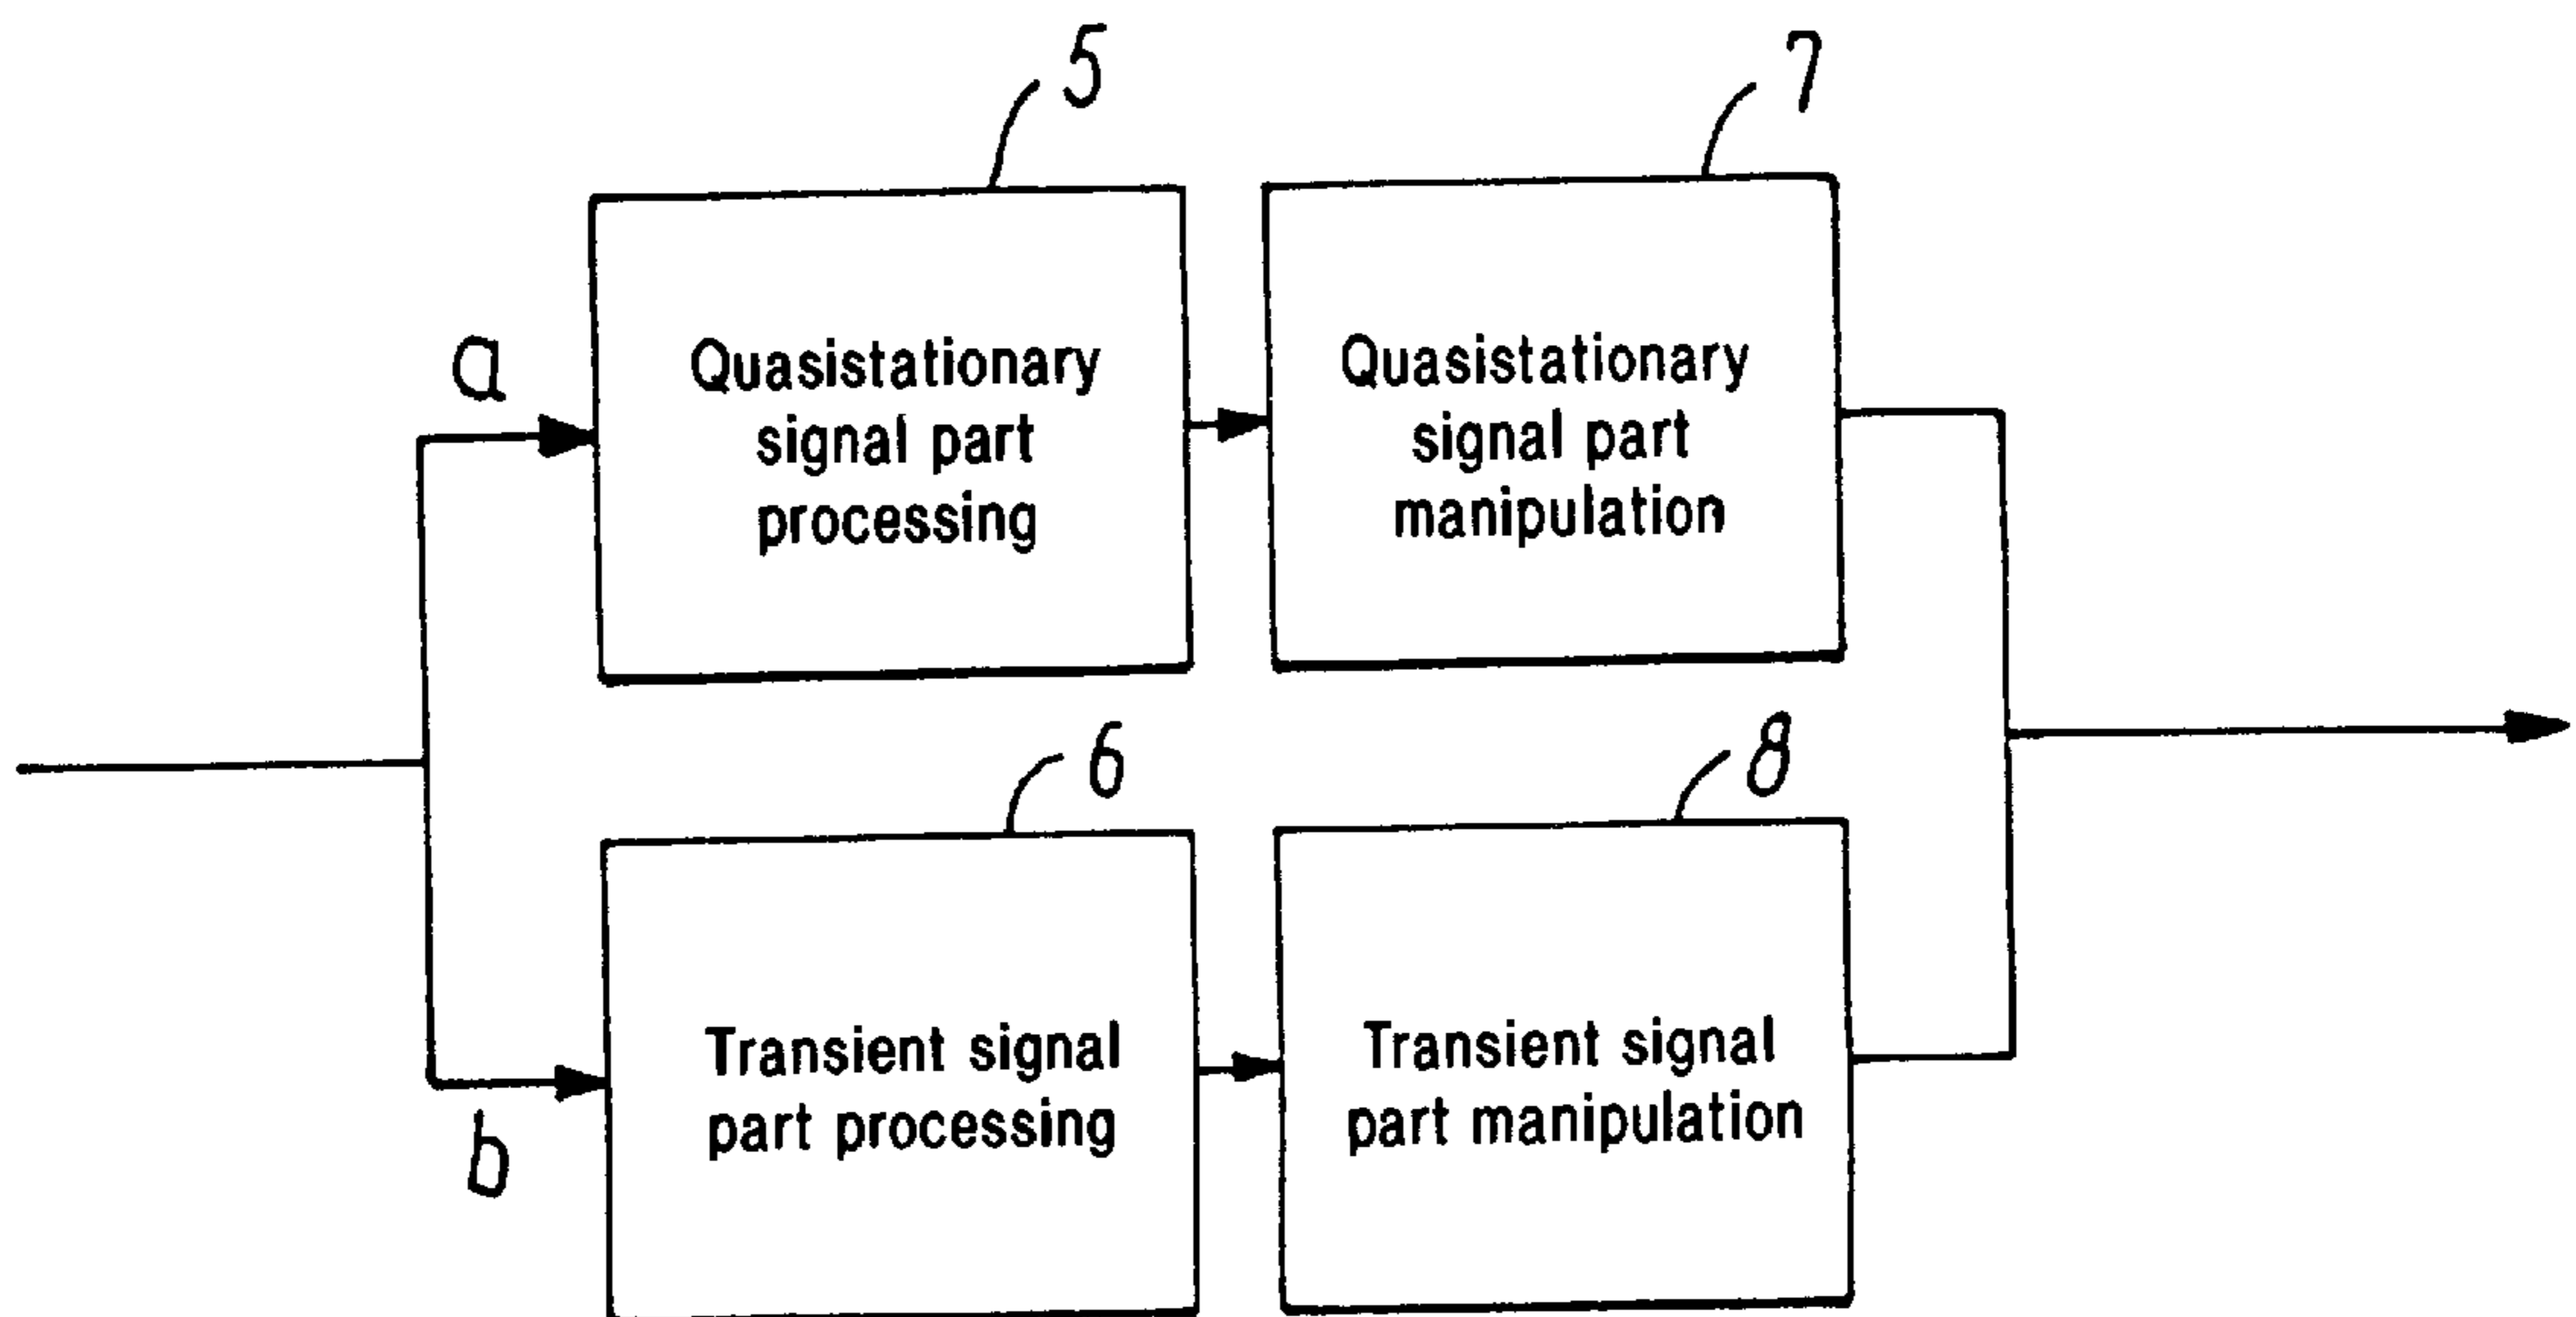 5
7
a
Quasistationary
signal part
processing
Quasistationary
signal part
manipulation
6
8
b
Transient signal
part processing
Transient signal
part manipulation